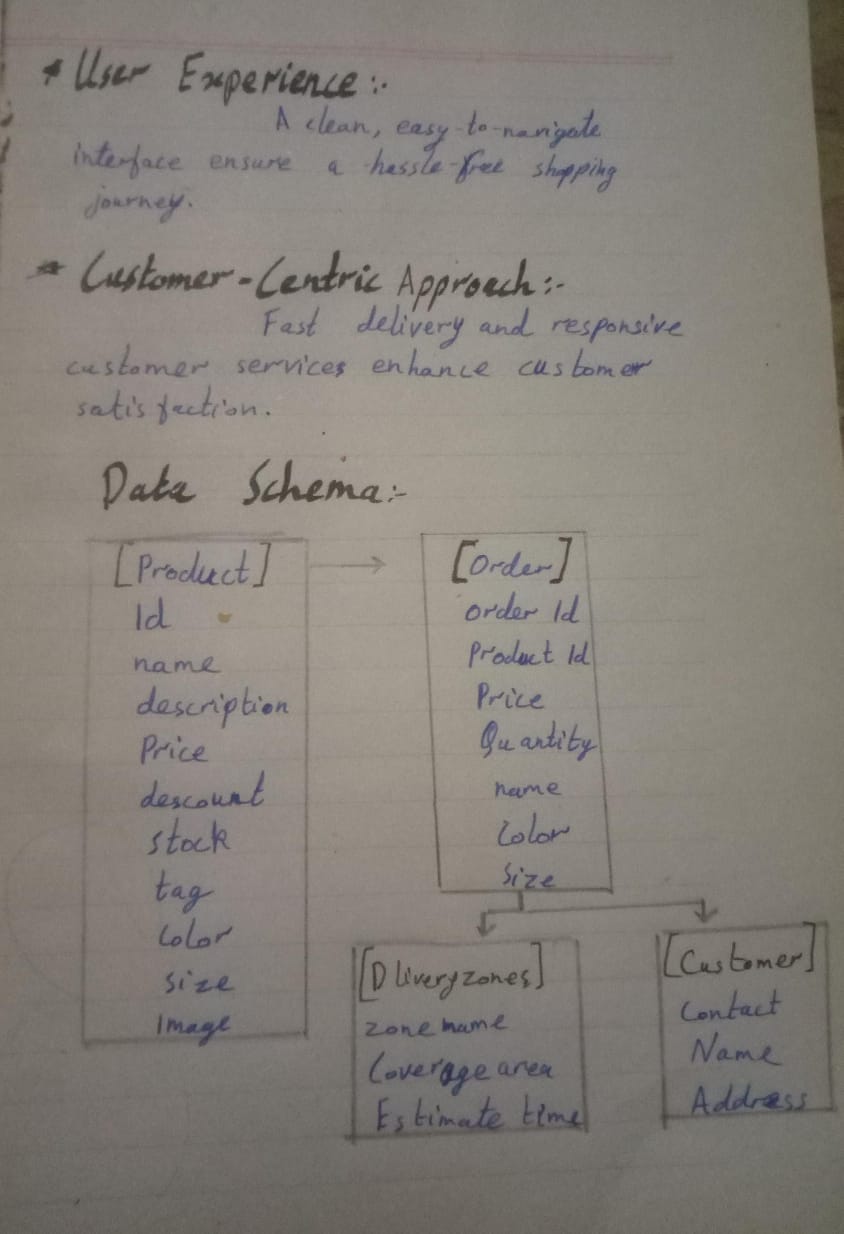 * User Experience:-
A clean, easy-to-navigate
interface ensure a hassle-free shopping
journey.
* Customer-Centric Approach:-
Fast delivery and responsive
customer services enhance customer
satisfaction.
Data Schema:-
[Product]
Id
name
description
Price
descount
stock
tag
Color
size
image
[Order]
order Id
Product Id
Price
Quantity
name
Color
Size
[Dliveryzones]
zone name
Coverage area
Estimate time
[Customer]
Contact
Name
Address